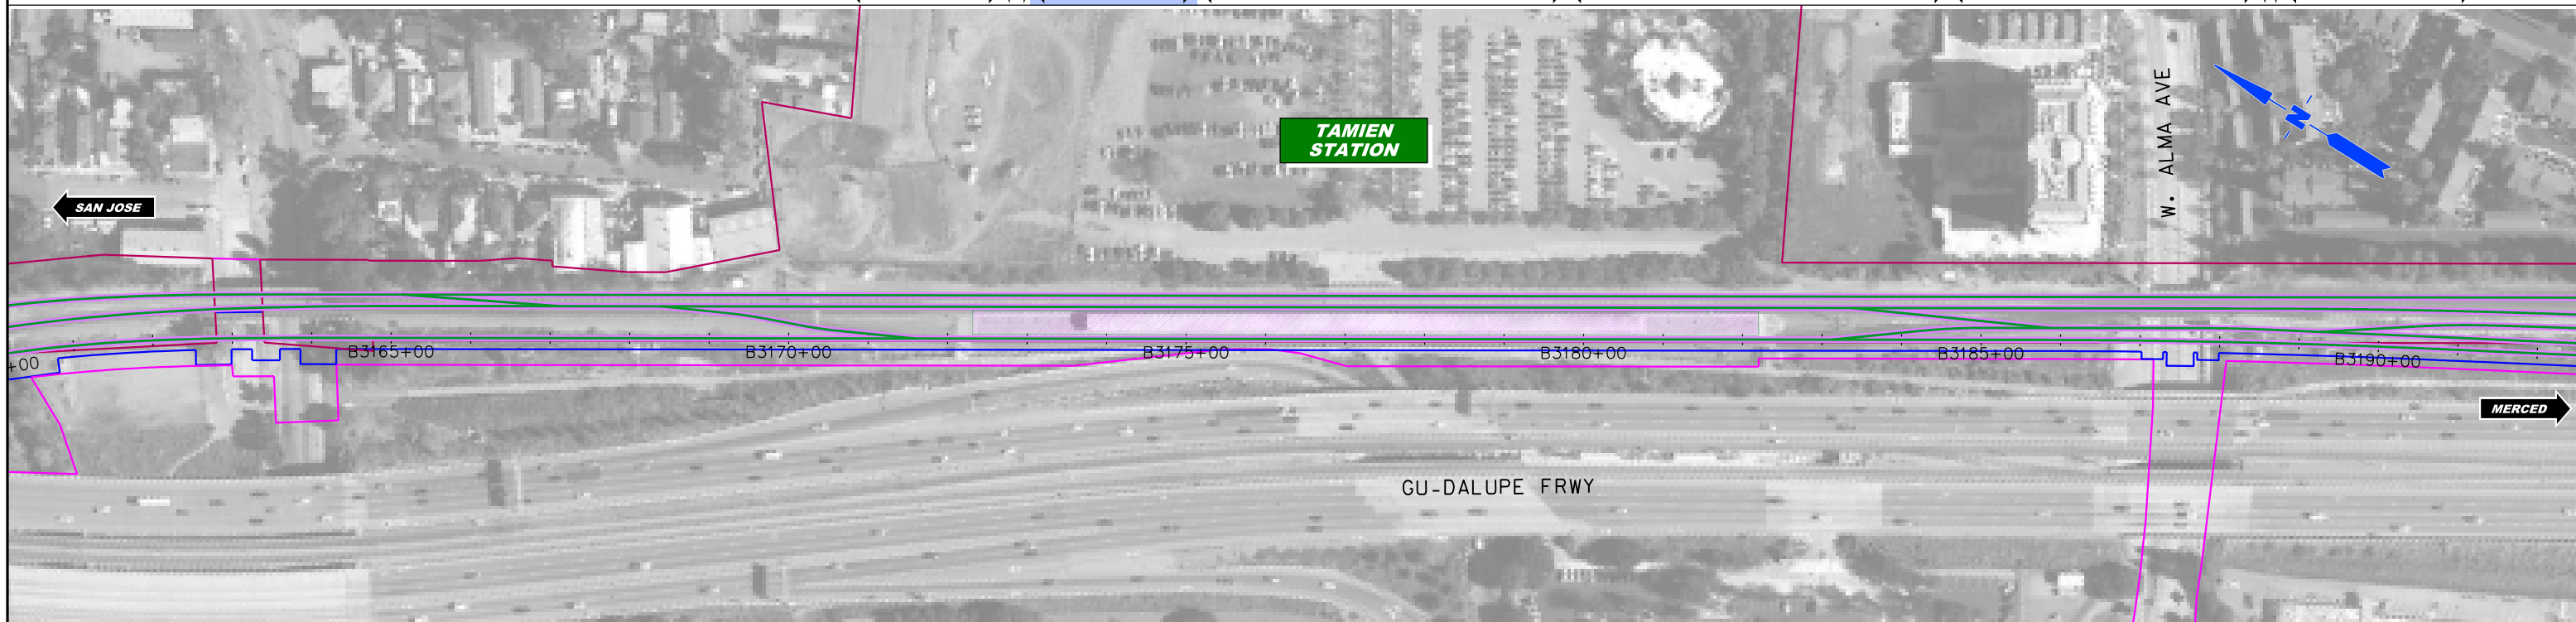 W. ALMA AVE
N
TAMIEN
STATION
SAN JOSE
+00
B3165+00
B3170+00
B3175+00
B3180+00
B3185+00
B3190+00
MERCED
GU-DALUPE FRWY